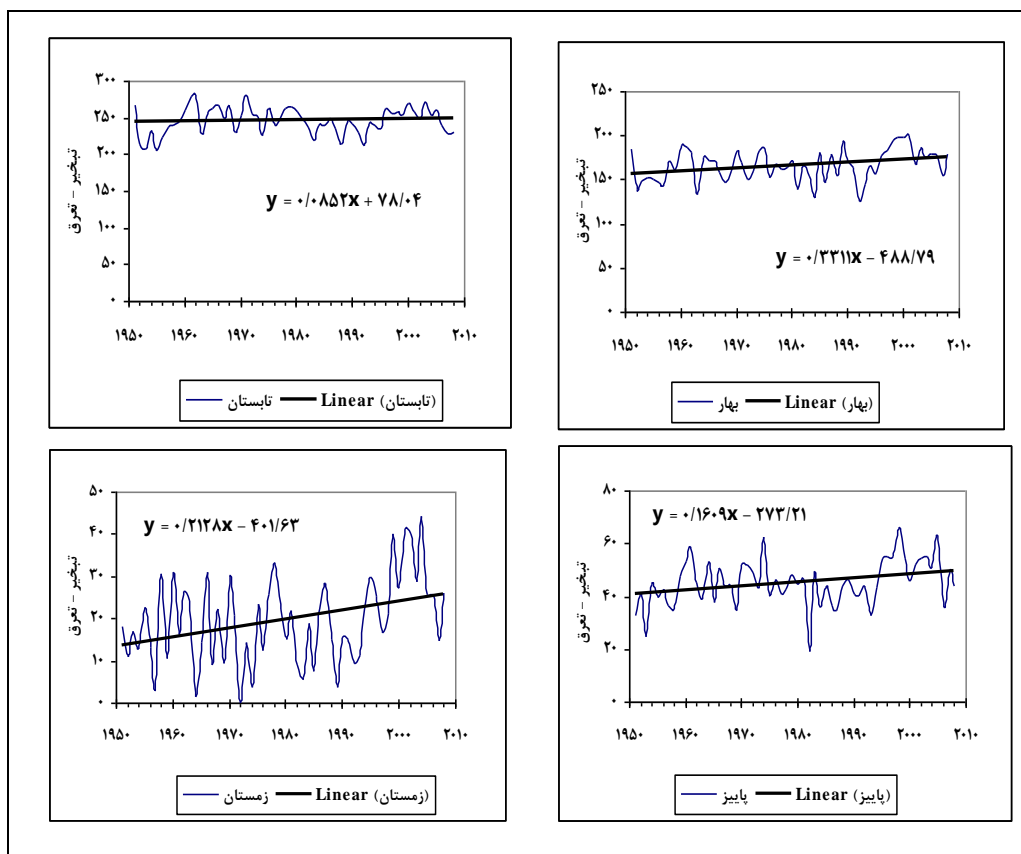 ۳۰۰
۲۵۰
۲۰۰
۱۵۰
۱۰۰
۵۰
۰
تبخیر – تعرق
y = ۰/۰۸۵۲x + ۷۸/۰۴
۱۹۵۰ ۱۹۶۰ ۱۹۷۰ ۱۹۸۰ ۱۹۹۰ ۲۰۰۰ ۲۰۱۰
تابستان Linear (تابستان)
۲۵۰
۲۰۰
۱۵۰
۱۰۰
۵۰
۰
تبخیر – تعرق
y = ۰/۳۳۱۱x – ۴۸۸/۷۹
۱۹۵۰ ۱۹۶۰ ۱۹۷۰ ۱۹۸۰ ۱۹۹۰ ۲۰۰۰ ۲۰۱۰
بهار Linear (بهار)
۵۰
۴۰
۳۰
۲۰
۱۰
۰
تبخیر – تعرق
y = ۰/۲۱۲۸x – ۴۰۱/۶۳
۱۹۵۰ ۱۹۶۰ ۱۹۷۰ ۱۹۸۰ ۱۹۹۰ ۲۰۰۰ ۲۰۱۰
زمستان Linear (زمستان)
۸۰
۶۰
۴۰
۲۰
۰
تبخیر – تعرق
y = ۰/۱۶۰۹x – ۲۷۳/۲۱
۱۹۵۰ ۱۹۶۰ ۱۹۷۰ ۱۹۸۰ ۱۹۹۰ ۲۰۰۰ ۲۰۱۰
پاییز Linear (پاییز)